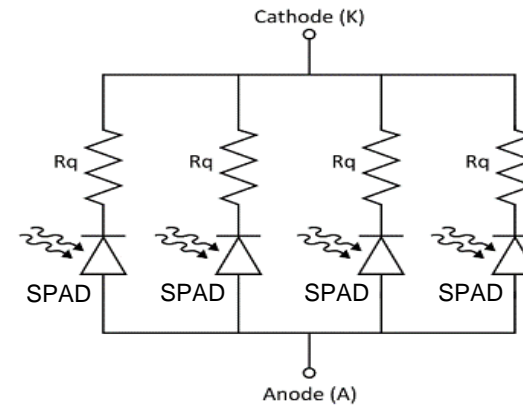 Cathode (K)
Rq Rq Rq Rq
SPAD SPAD SPAD SPAD
Anode (A)